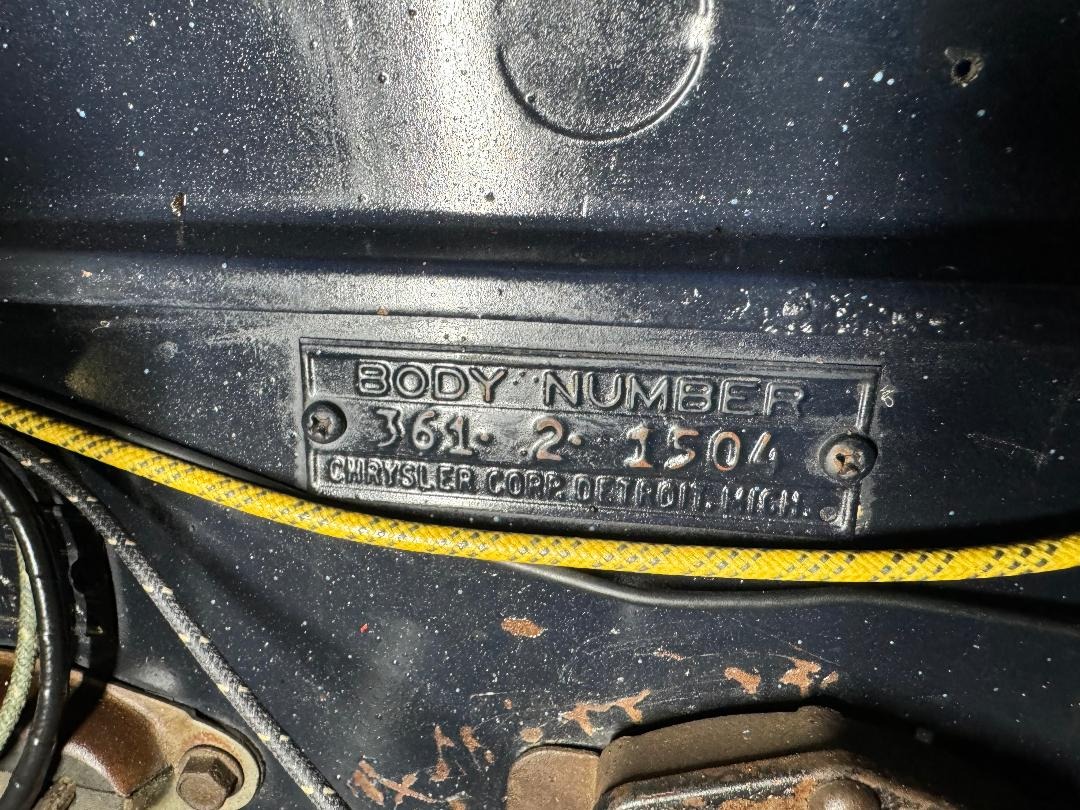 BODY NUMBER
361· 2· 1504
CHRYSLER CORP. DETROIT. MICH.